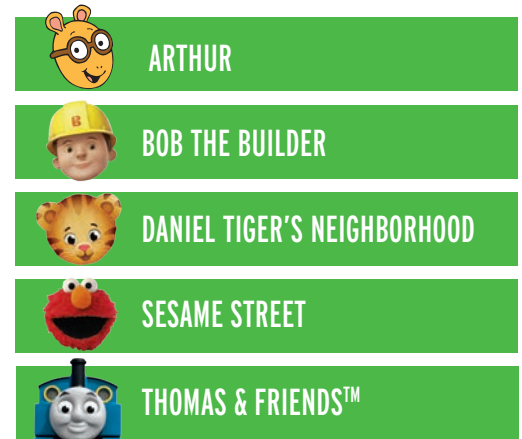 ARTHUR
B
BOB THE BUILDER
DANIEL TIGER'S NEIGHBORHOOD
SESAME STREET
THOMAS & FRIENDS™